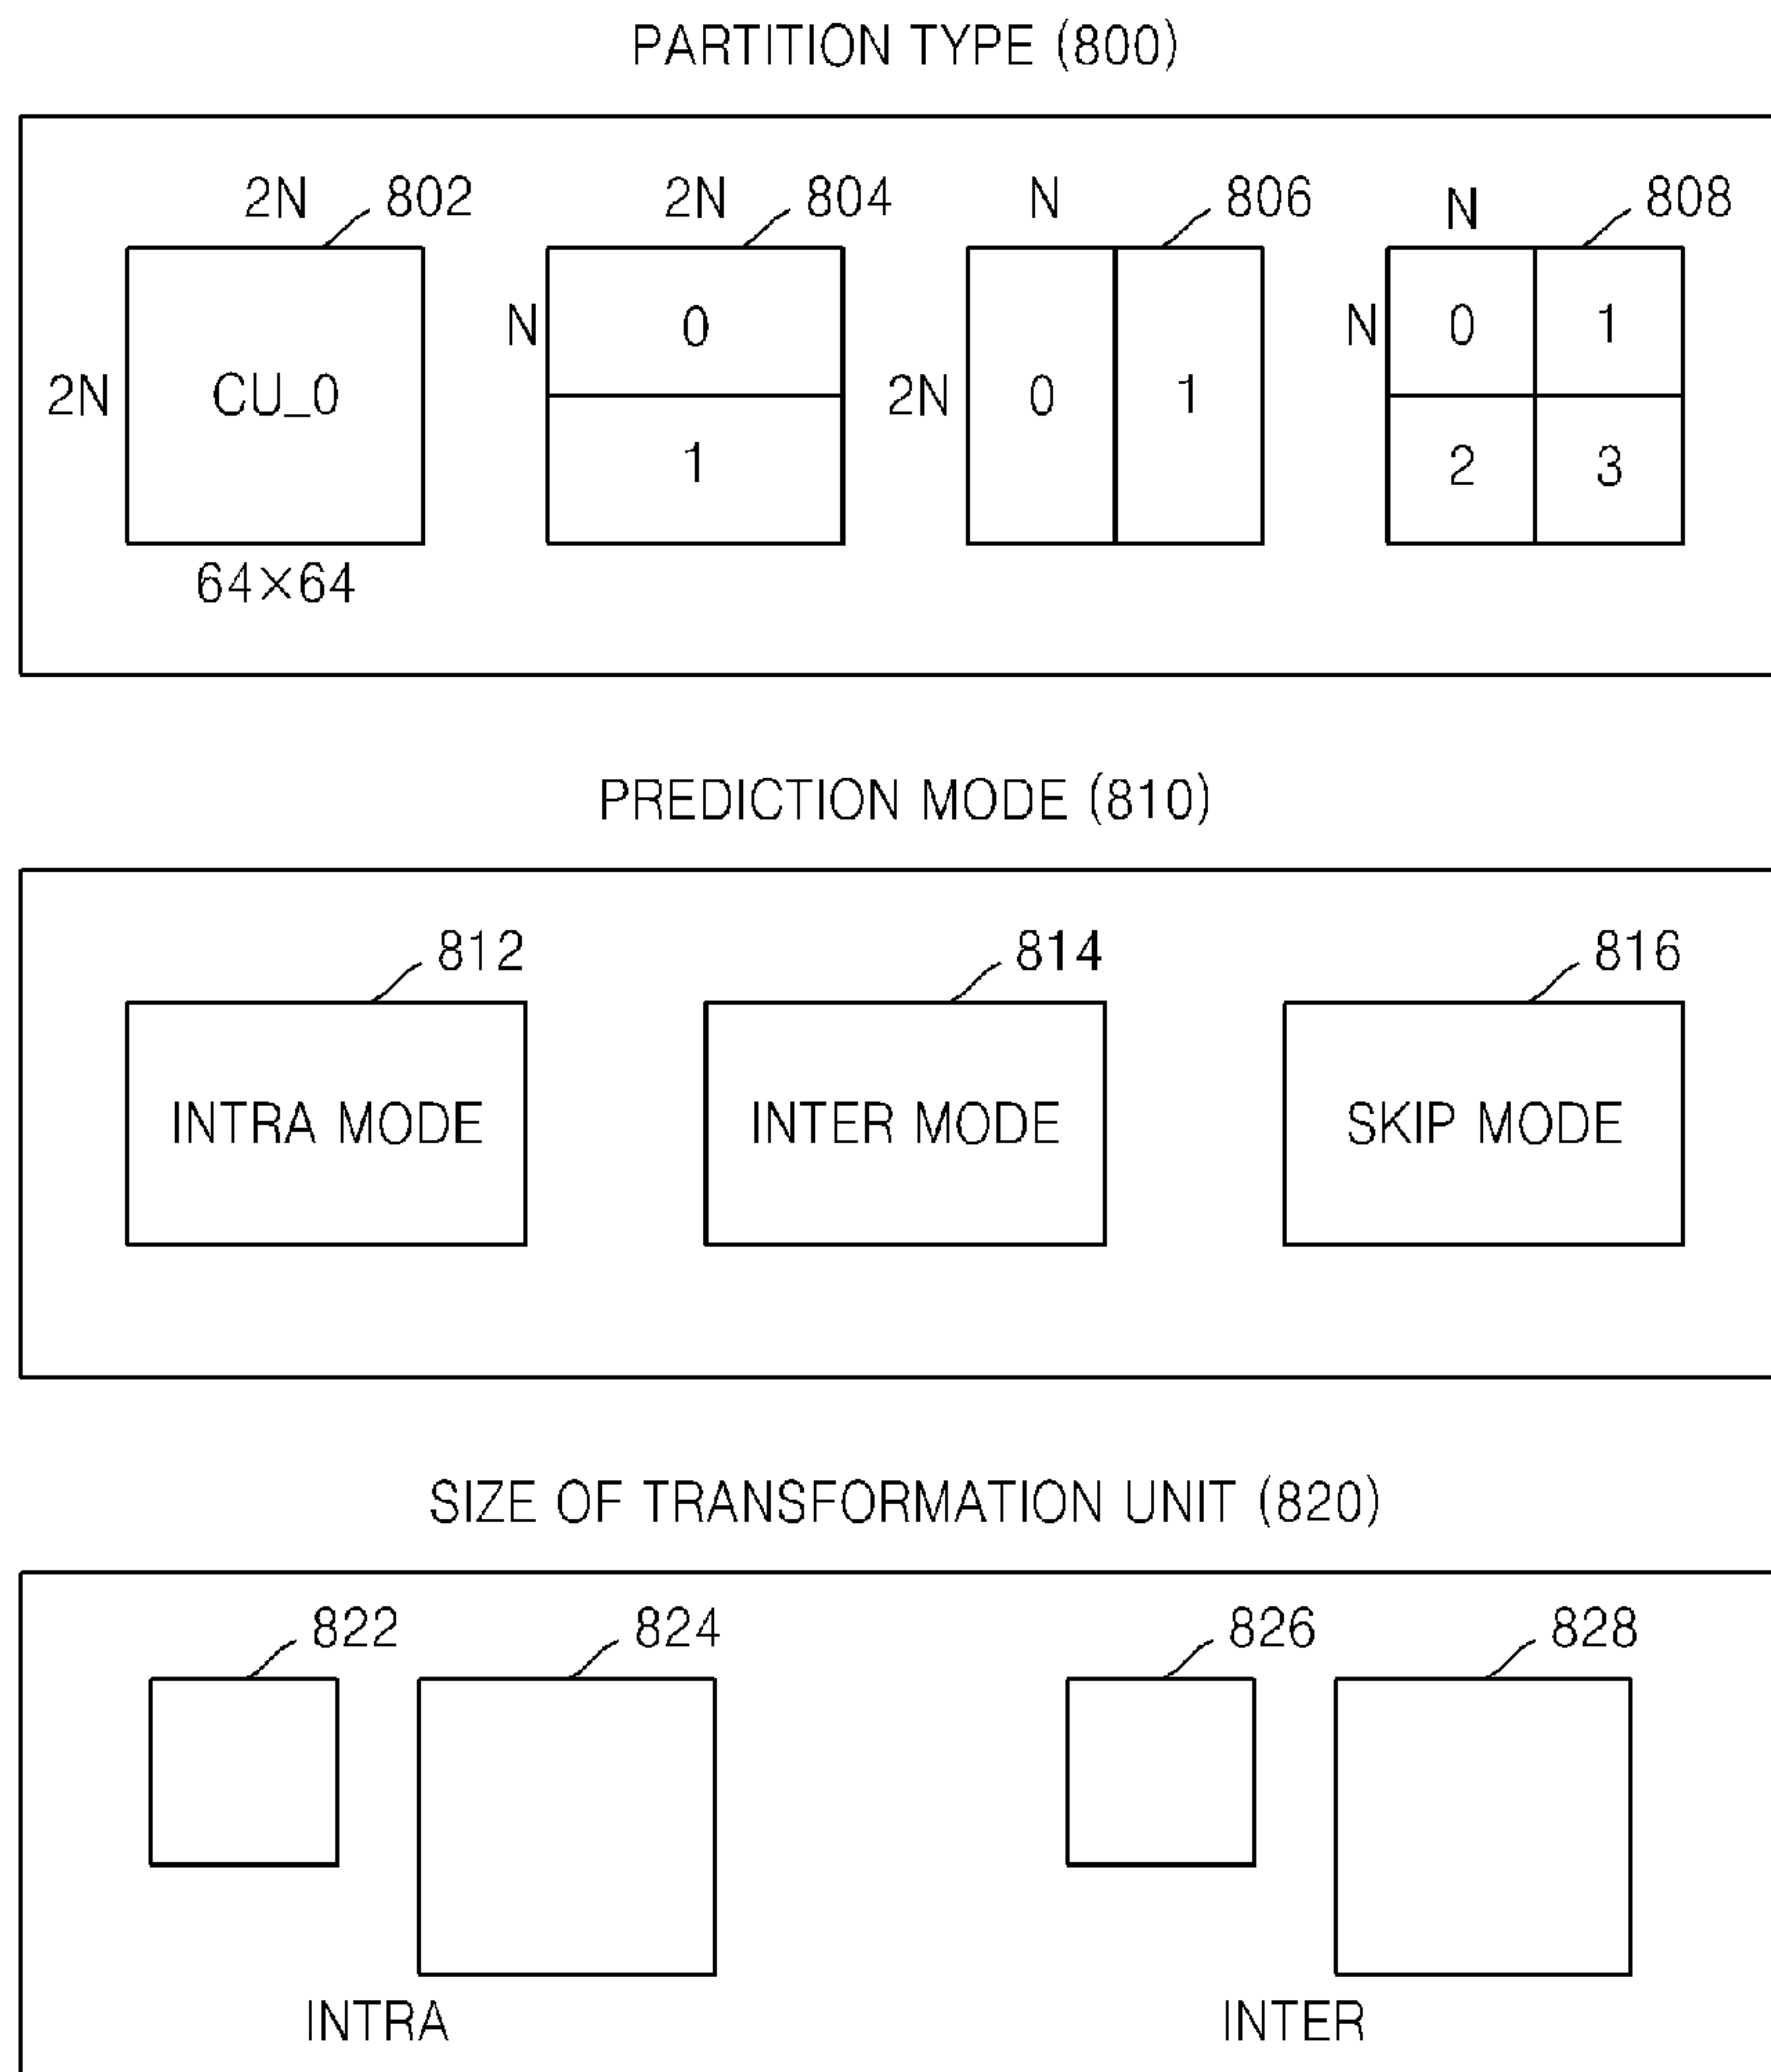 PARTITION TYPE (800)
2N 802 2N 804 N 806 N 808
N 0 N 0 1
2N CU_0 2N 0 1
1 2 3
64×64
PREDICTION MODE (810)
812 814 816
INTRA MODE INTER MODE SKIP MODE
SIZE OF TRANSFORMATION UNIT (820)
822 824 826 828
INTRA INTER